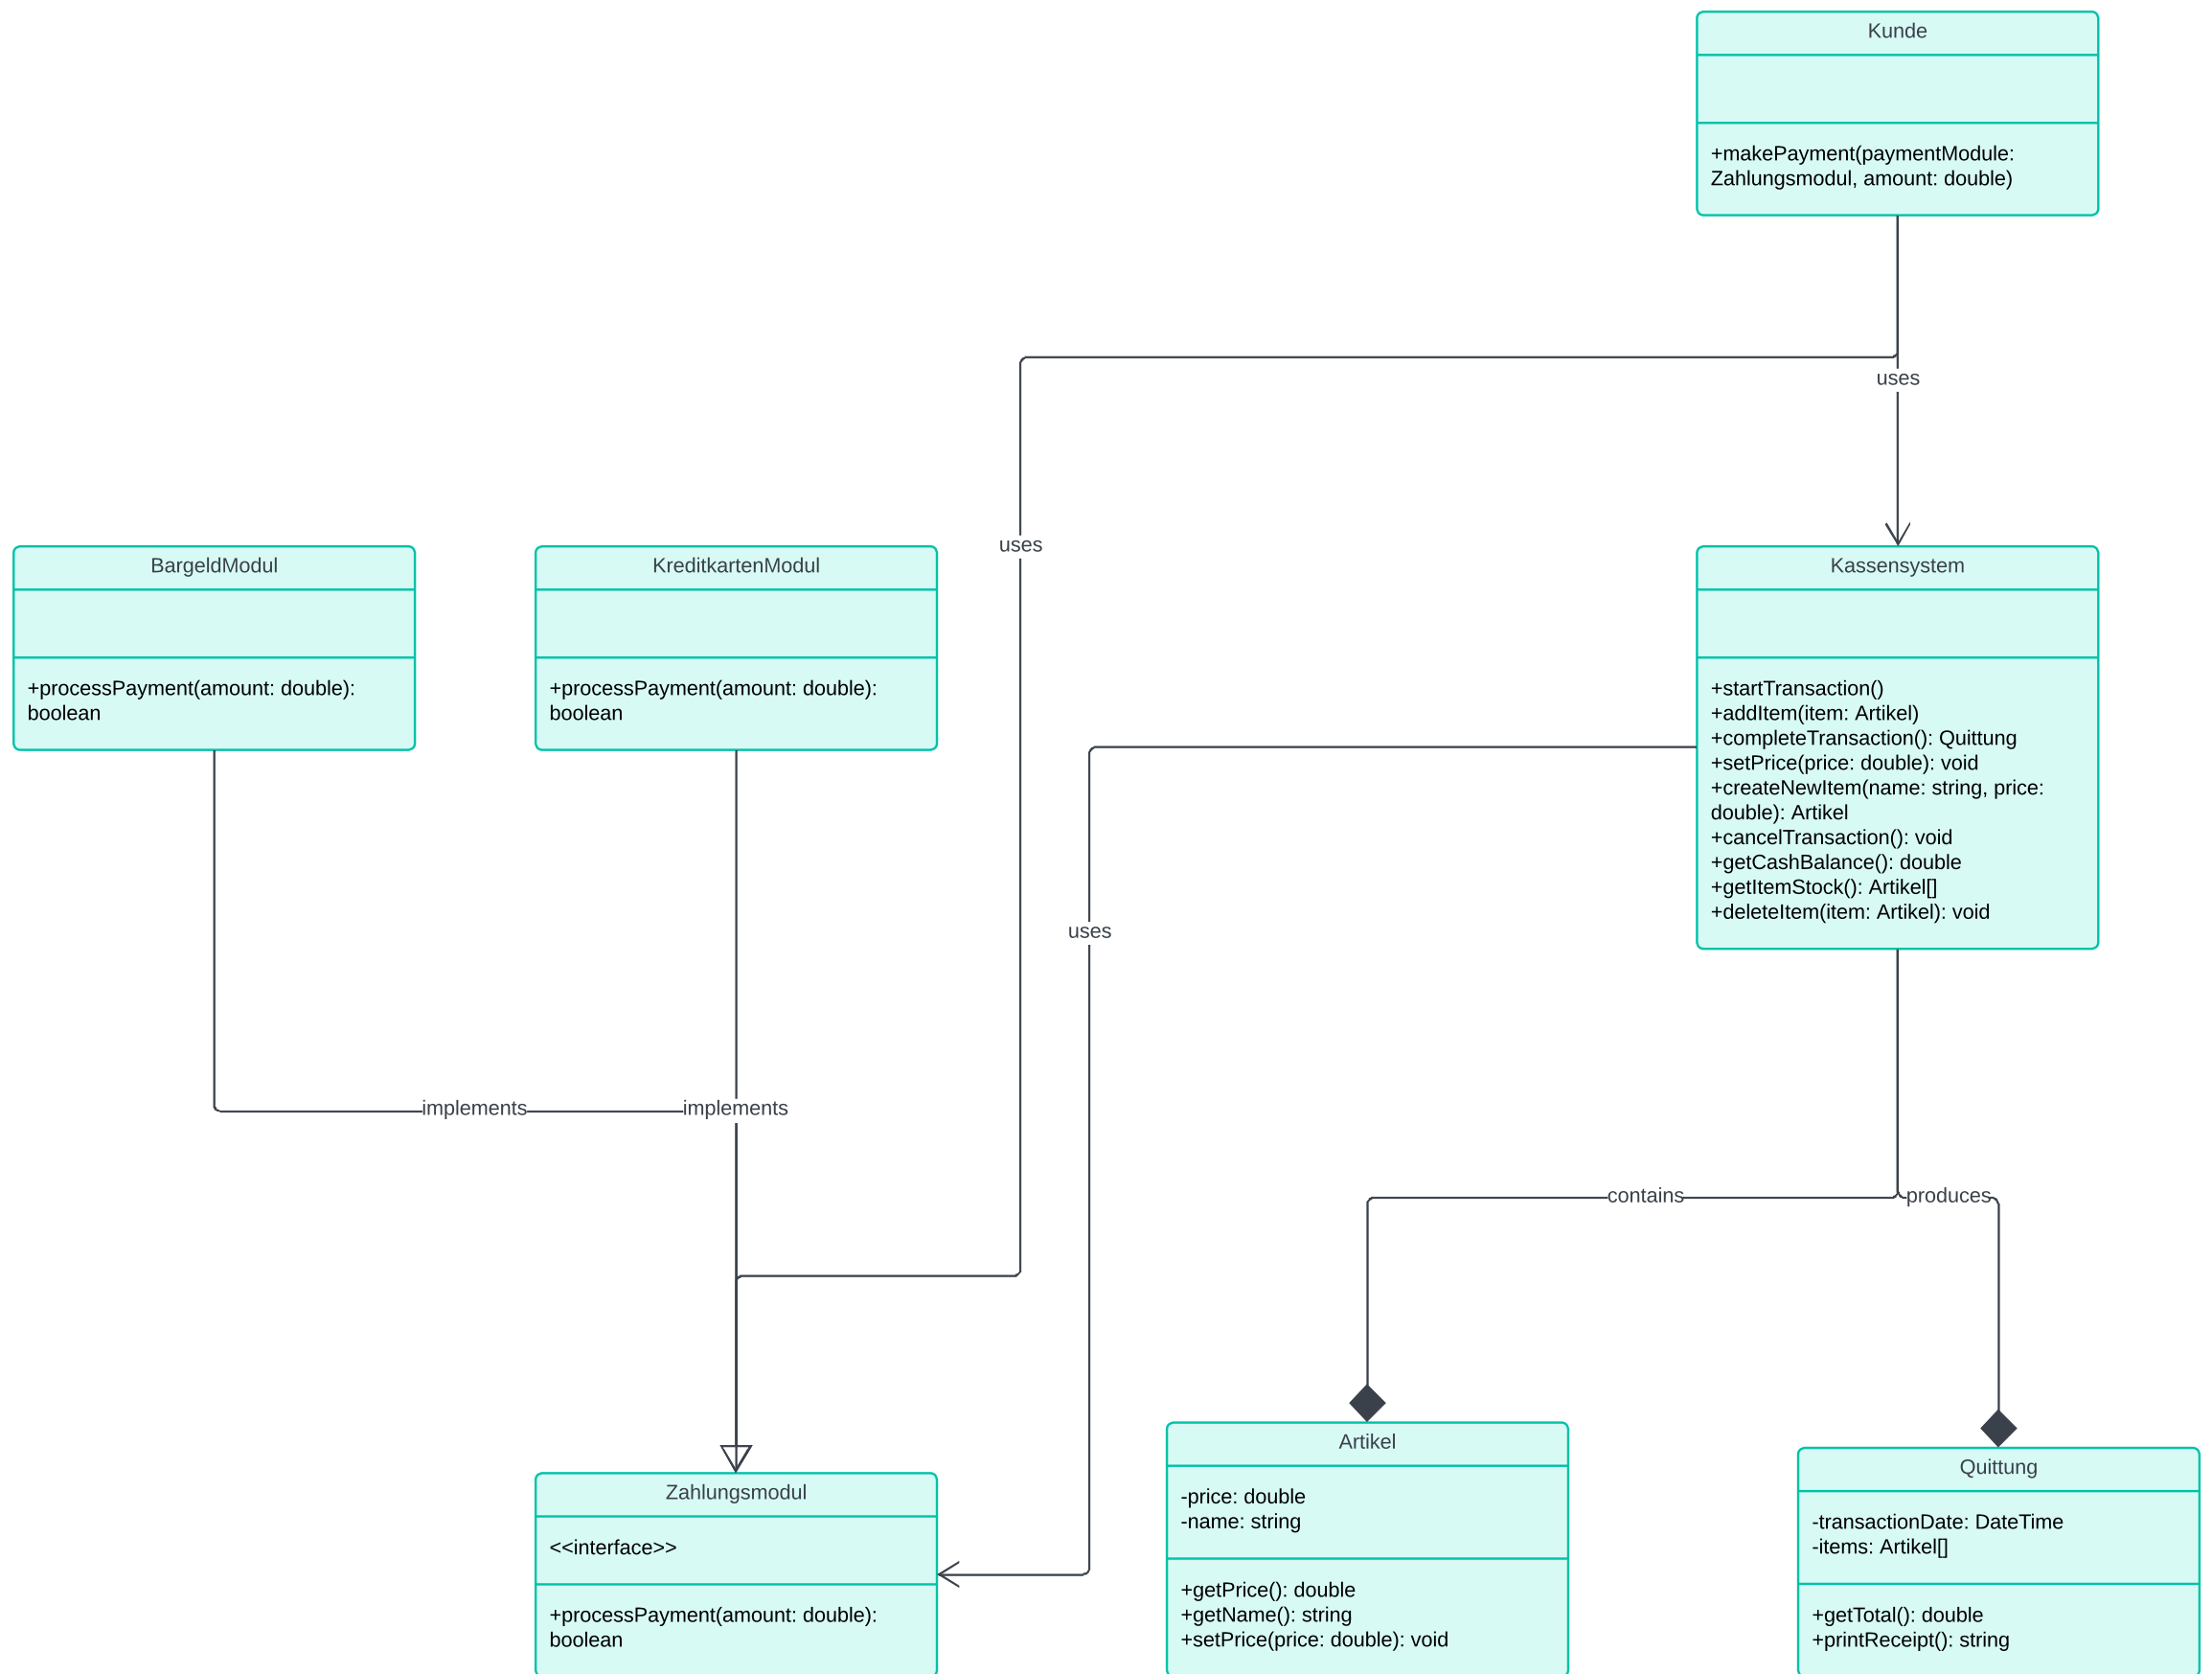 Kunde
+makePayment(paymentModule:
Zahlungsmodul, amount: double)
uses
uses
BargeldModul
+processPayment(amount: double):
boolean
KreditkartenModul
+processPayment(amount: double):
boolean
Kassensystem
+startTransaction()
+addItem(item: Artikel)
+completeTransaction(): Quittung
+setPrice(price: double): void
+createNewItem(name: string, price:
double): Artikel
+cancelTransaction(): void
+getCashBalance(): double
+getItemStock(): Artikel[]
+deleteItem(item: Artikel): void
uses
implements
implements
contains
produces
Zahlungsmodul
<<interface>>
+processPayment(amount: double):
boolean
Artikel
-price: double
-name: string
+getPrice(): double
+getName(): string
+setPrice(price: double): void
Quittung
-transactionDate: DateTime
-items: Artikel[]
+getTotal(): double
+printReceipt(): string